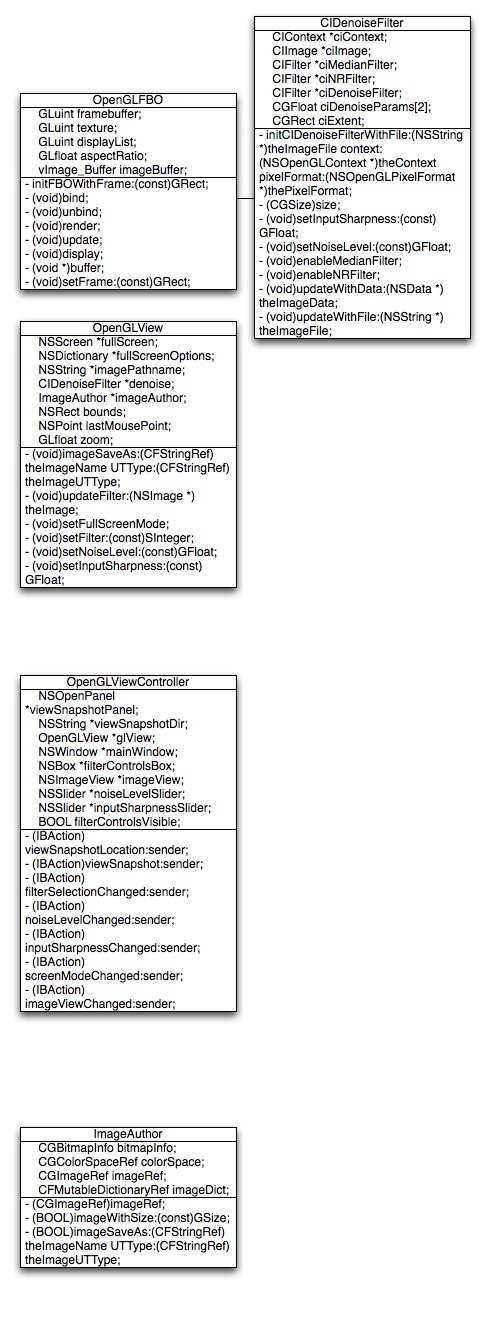 CIDenoiseFilter
CIContext *ciContext;
CIImage *ciImage;
CIFilter *ciMedianFilter;
CIFilter *ciNRFilter;
CIFilter *ciDenoiseFilter;
CGFloat ciDenoiseParams[2];
CGRect ciExtent;
- initCIDenoiseFilterWithFile:(NSString
*)theImageFile context:
(NSOpenGLContext *)theContext
pixelFormat:(NSOpenGLPixelFormat
*)thePixelFormat;
- (CGSize)size;
- (void)setInputSharpness:(const)
GFloat;
- (void)setNoiseLevel:(const)GFloat;
- (void)enableMedianFilter;
- (void)enableNRFilter;
- (void)updateWithData:(NSData *)
theImageData;
- (void)updateWithFile:(NSString *)
theImageFile;
OpenGLFBO
GLuint framebuffer;
GLuint texture;
GLuint displayList;
GLfloat aspectRatio;
vImage_Buffer imageBuffer;
- initFBOWithFrame:(const)GRect;
- (void)bind;
- (void)unbind;
- (void)render;
- (void)update;
- (void)display;
- (void *)buffer;
- (void)setFrame:(const)GRect;
OpenGLView
NSScreen *fullScreen;
NSDictionary *fullScreenOptions;
NSString *imagePathname;
CIDenoiseFilter *denoise;
ImageAuthor *imageAuthor;
NSRect bounds;
NSPoint lastMousePoint;
GLfloat zoom;
- (void)imageSaveAs:(CFStringRef)
theImageName UTType:(CFStringRef)
theImageUTType;
- (void)updateFilter:(NSImage *)
theImage;
- (void)setFullScreenMode;
- (void)setFilter:(const)SInteger;
- (void)setNoiseLevel:(const)GFloat;
- (void)setInputSharpness:(const)
GFloat;
OpenGLViewController
NSOpenPanel
*viewSnapshotPanel;
NSString *viewSnapshotDir;
OpenGLView *glView;
NSWindow *mainWindow;
NSBox *filterControlsBox;
NSImageView *imageView;
NSSlider *noiseLevelSlider;
NSSlider *inputSharpnessSlider;
BOOL filterControlsVisible;
- (IBAction)
viewSnapshotLocation:sender;
- (IBAction)viewSnapshot:sender;
- (IBAction)
filterSelectionChanged:sender;
- (IBAction)
noiseLevelChanged:sender;
- (IBAction)
inputSharpnessChanged:sender;
- (IBAction)
screenModeChanged:sender;
- (IBAction)
imageViewChanged:sender;
ImageAuthor
CGBitmapInfo bitmapInfo;
CGColorSpaceRef colorSpace;
CGImageRef imageRef;
CFMutableDictionaryRef imageDict;
- (CGImageRef)imageRef;
- (BOOL)imageWithSize:(const)GSize;
- (BOOL)imageSaveAs:(CFStringRef)
theImageName UTType:(CFStringRef)
theImageUTType;